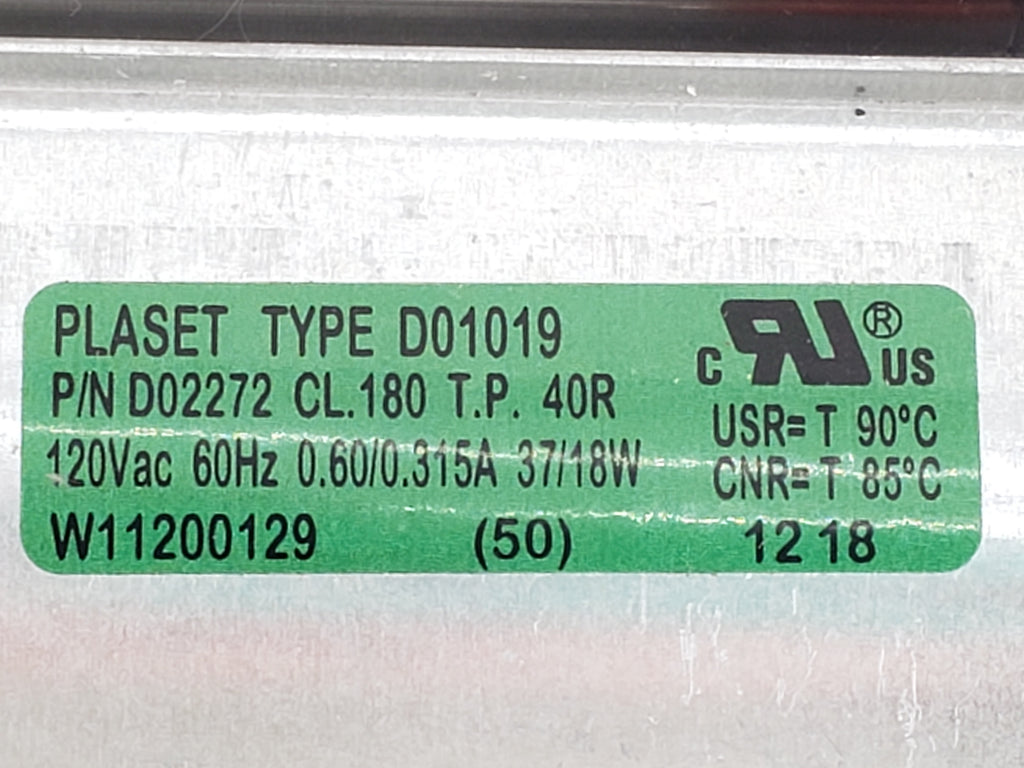 PLASET TYPE D01019
P/N D02272 CL.180 T.P. 40R
120Vac 60Hz 0.60/0.315A 37/18W
W11200129 (50)
C RU ® US
USR= T 90°C
CNR= T 85°C
12 18